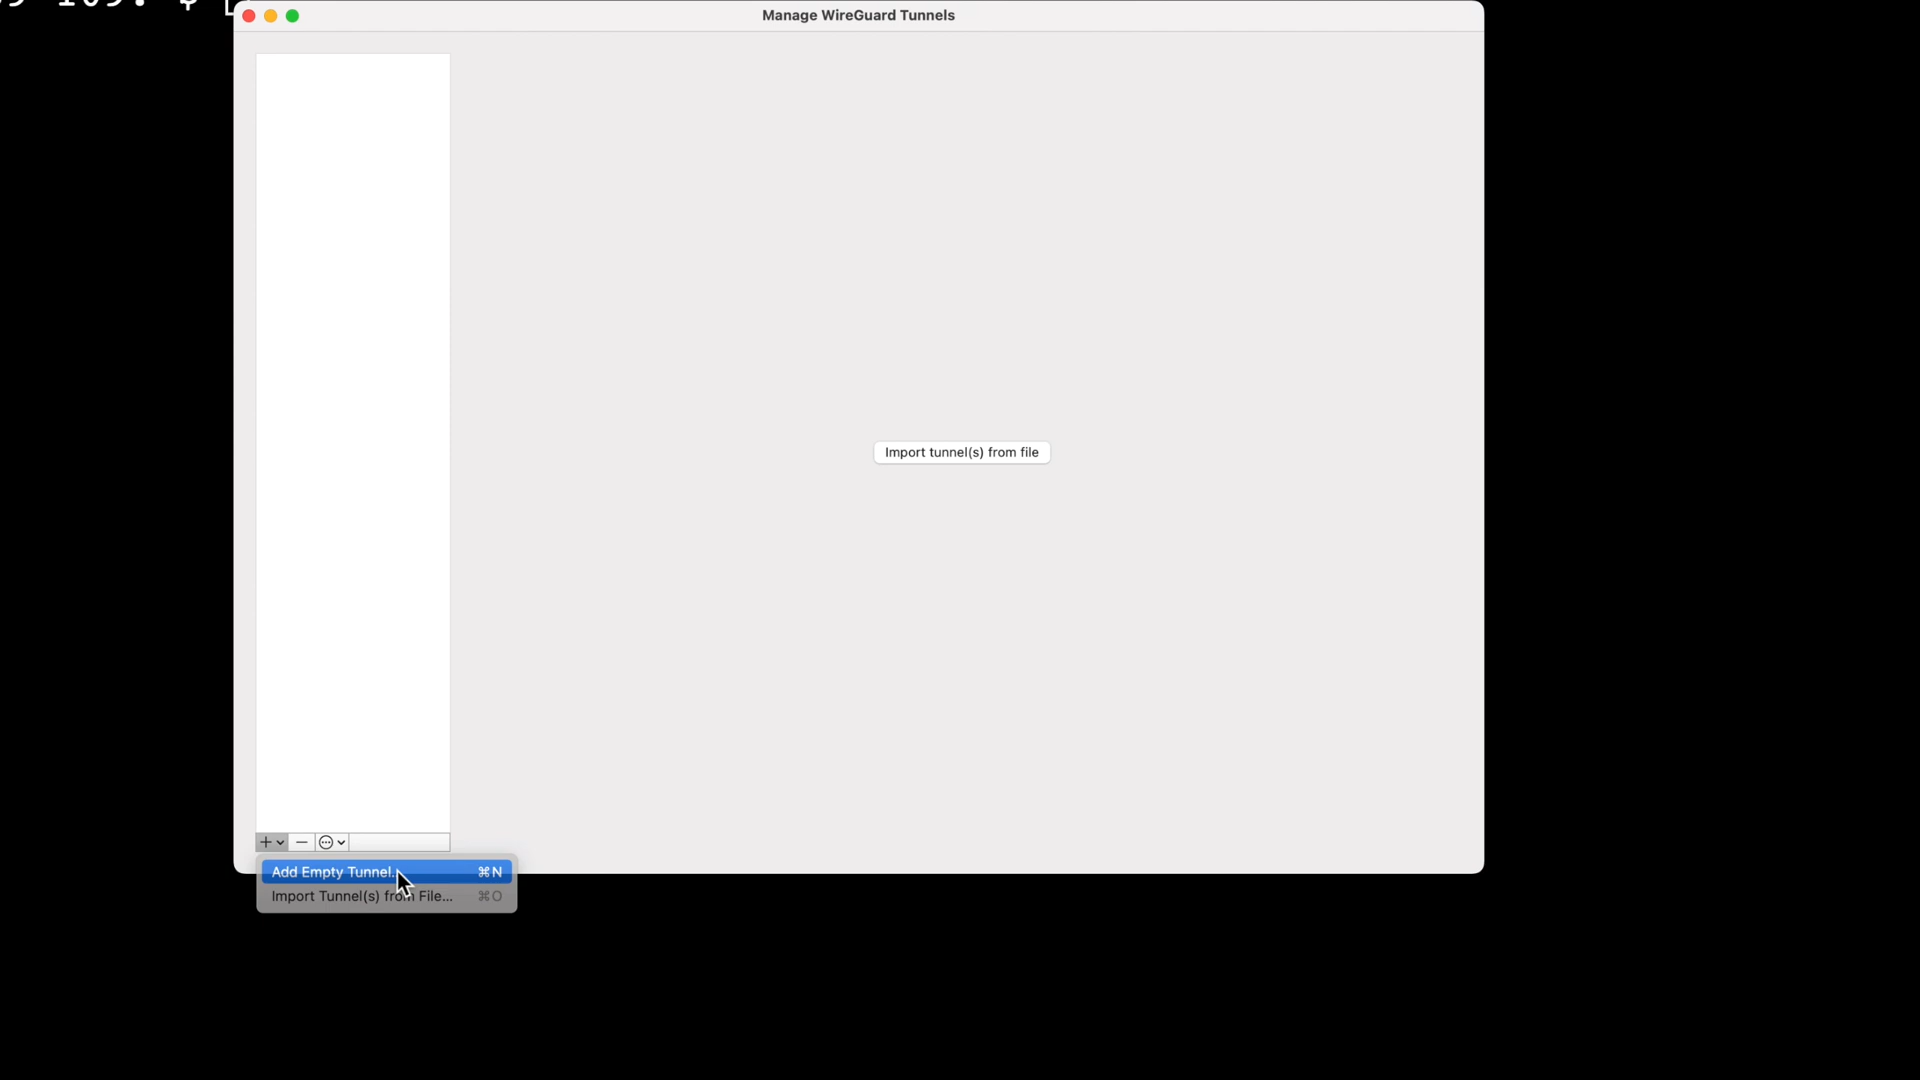 Manage WireGuard Tunnels
Import tunnel(s) from file
Add Empty Tunnel... ⌘N
Import Tunnel(s) from File... ⌘O